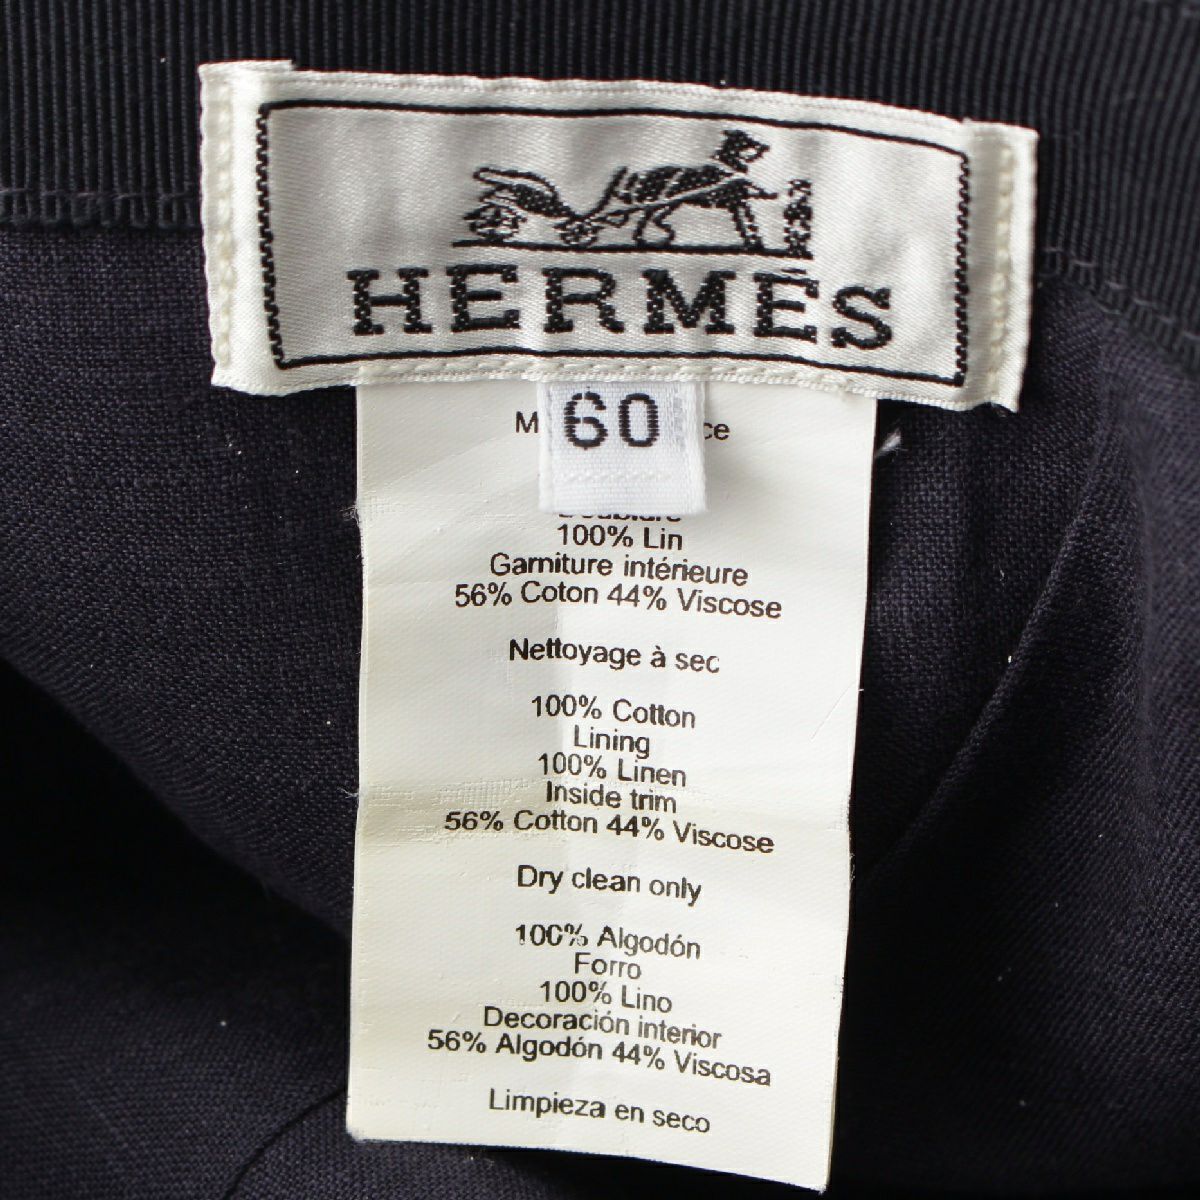 HERMES
60
100% Lin
Garniture intérieure
56% Coton 44% Viscose
Nettoyage à sec
100% Cotton
Lining
100% Linen
Inside trim
56% Cotton 44% Viscose
Dry clean only
100% Algodón
Forro
100% Lino
Decoración interior
56% Algodón 44% Viscosa
Limpieza en seco